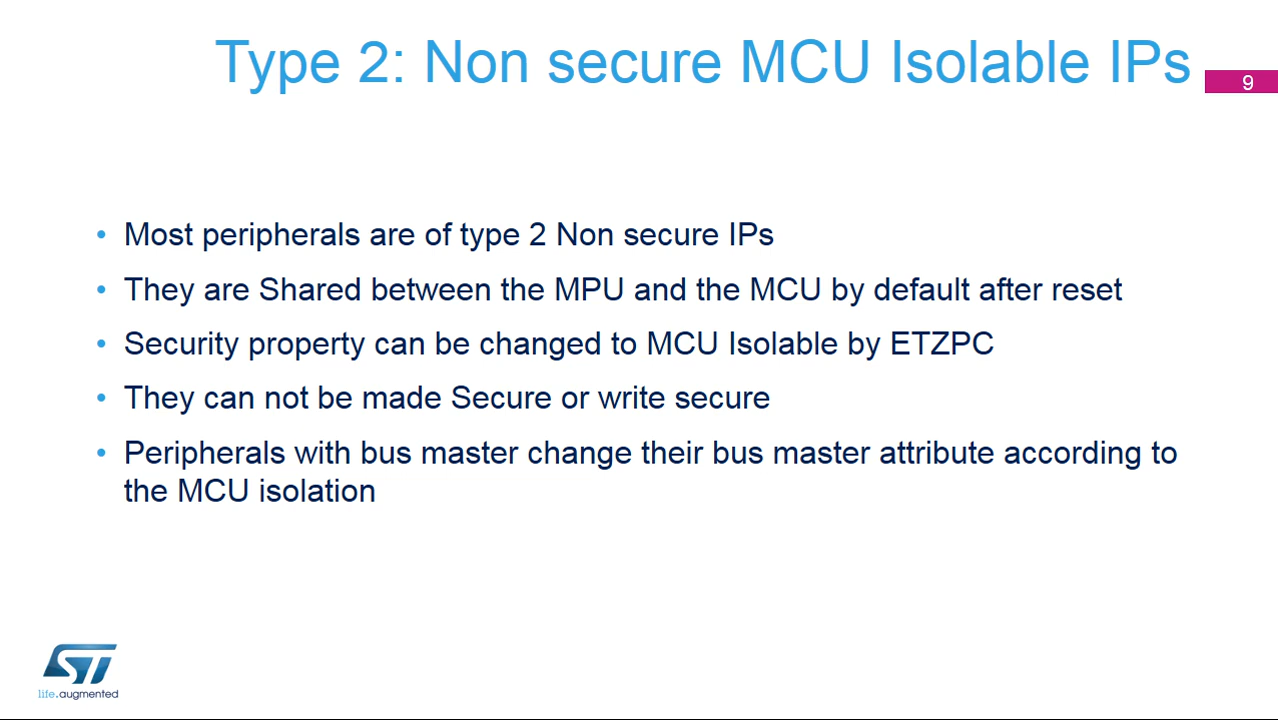 Type 2: Non secure MCU Isolable IPs
9
• Most peripherals are of type 2 Non secure IPs
• They are Shared between the MPU and the MCU by default after reset
• Security property can be changed to MCU Isolable by ETZPC
• They can not be made Secure or write secure
• Peripherals with bus master change their bus master attribute according to
the MCU isolation
ST
life.augmented